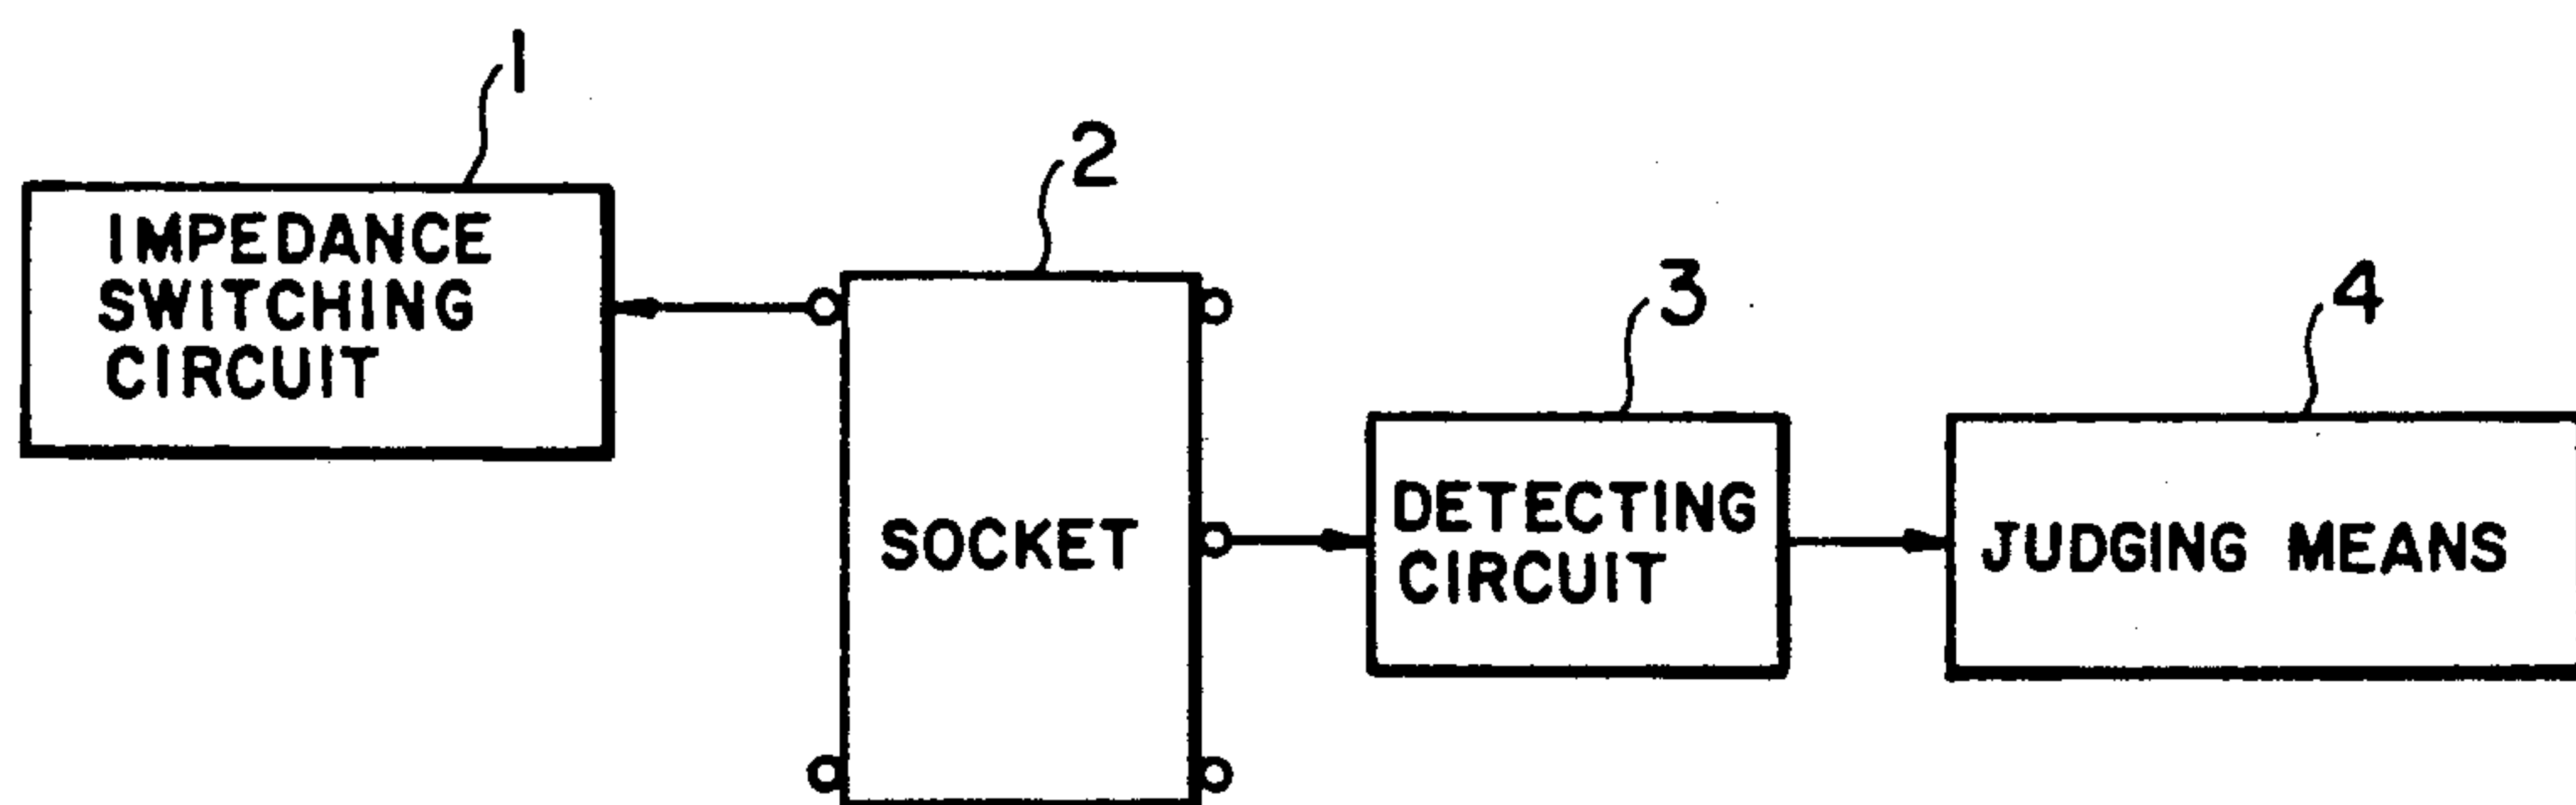 1
IMPEDANCE
SWITCHING
CIRCUIT
2
SOCKET
3
DETECTING
CIRCUIT
4
JUDGING MEANS